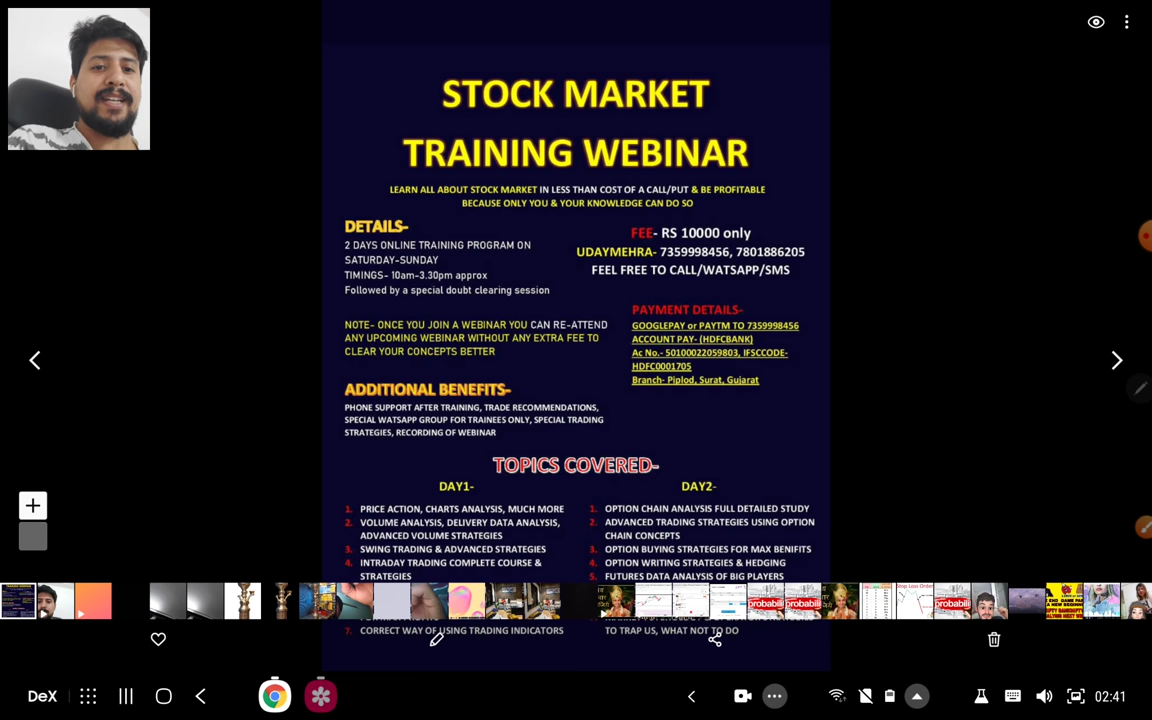 STOCK MARKET
TRAINING WEBINAR
LEARN ALL ABOUT STOCK MARKET IN LESS THAN COST OF A CALL/PUT & BE PROFITABLE
BECAUSE ONLY YOU & YOUR KNOWLEDGE CAN DO SO
DETAILS-
2 DAYS ONLINE TRAINING PROGRAM ON
SATURDAY-SUNDAY
TIMINGS- 10am-3.30pm approx
Followed by a special doubt clearing session
FEE- RS 10000 only
UDAYMEHRA- 7359998456, 7801886205
FEEL FREE TO CALL/WATSAPP/SMS
NOTE- ONCE YOU JOIN A WEBINAR YOU CAN RE-ATTEND
ANY UPCOMING WEBINAR WITHOUT ANY EXTRA FEE TO
CLEAR YOUR CONCEPTS BETTER
PAYMENT DETAILS-
GOOGLEPAY or PAYTM TO 7359998456
ACCOUNT PAY- (HDFCBANK)
Ac No.- 50100022059803, IFSCCODE-
HDFC0001705
Branch- Piplod, Surat, Gujarat
ADDITIONAL BENEFITS-
PHONE SUPPORT AFTER TRAINING, TRADE RECOMMENDATIONS,
SPECIAL WATSAPP GROUP FOR TRAINEES ONLY, SPECIAL TRADING
STRATEGIES, RECORDING OF WEBINAR
TOPICS COVERED-
DAY1-
1. PRICE ACTION, CHARTS ANALYSIS, MUCH MORE
2. VOLUME ANALYSIS, DELIVERY DATA ANALYSIS,
ADVANCED VOLUME STRATEGIES
3. SWING TRADING & ADVANCED STRATEGIES
4. INTRADAY TRADING COMPLETE COURSE &
STRATEGIES
7. CORRECT WAY OF USING TRADING INDICATORS
DAY2-
1. OPTION CHAIN ANALYSIS FULL DETAILED STUDY
2. ADVANCED TRADING STRATEGIES USING OPTION
CHAIN CONCEPTS
3. OPTION BUYING STRATEGIES FOR MAX BENIFITS
4. OPTION WRITING STRATEGIES & HEDGING
5. FUTURES DATA ANALYSIS OF BIG PLAYERS
TO TRAP US, WHAT NOT TO DO
probabili
probabili
Stop Loss Order
probabili
DeX
02:41